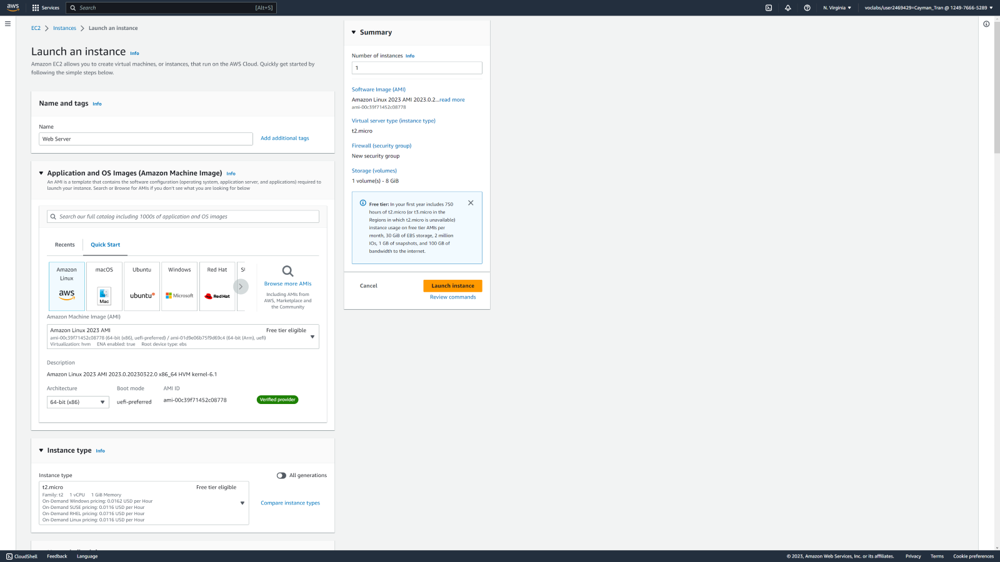 aws
Services
Search
[Alt+S]
N. Virginia
voclabs/user2469429=Cayman_Tran @ 1249-7666-5289
EC2
Instances
Launch an instance
Launch an instance Info
Amazon EC2 allows you to create virtual machines, or instances, that run on the AWS Cloud. Quickly get started by
following the simple steps below.
Name and tags Info
Name
Web Server
Add additional tags
Application and OS Images (Amazon Machine Image) Info
An AMI is a template that contains the software configuration (operating system, application server, and applications) required to
launch your instance. Search or Browse for AMIs if you don't see what you are looking for below
Search our full catalog including 1000s of application and OS images
Recents
Quick Start
Amazon
Linux
aws
macOS
Mac
Ubuntu
ubuntu
Windows
Microsoft
Red Hat
Red Hat
Browse more AMIs
Including AMIs from
AWS, Marketplace and
the Community
Amazon Machine Image (AMI)
Amazon Linux 2023 AMI
Free tier eligible
ami-00c39f71452c08778 (64-bit (x86), uefi-preferred) / ami-01d9e06b75f9d69c4 (64-bit (Arm), uefi)
Virtualization: hvm ENA enabled: true Root device type: ebs
Description
Amazon Linux 2023 AMI 2023.0.20230322.0 x86_64 HVM kernel-6.1
Architecture
Boot mode
AMI ID
64-bit (x86)
uefi-preferred
ami-00c39f71452c08778
Verified provider
Instance type Info
Instance type
All generations
t2.micro
Free tier eligible
Family: t2 1 vCPU 1 GiB Memory
On-Demand Windows pricing: 0.0162 USD per Hour
On-Demand SUSE pricing: 0.0116 USD per Hour
On-Demand RHEL pricing: 0.0716 USD per Hour
On-Demand Linux pricing: 0.0116 USD per Hour
Compare instance types
Summary
Number of instances Info
1
Software Image (AMI)
Amazon Linux 2023 AMI 2023.0.2...read more
ami-00c39f71452c08778
Virtual server type (instance type)
t2.micro
Firewall (security group)
New security group
Storage (volumes)
1 volume(s) - 8 GiB
Free tier: In your first year includes 750
hours of t2.micro (or t3.micro in the
Regions in which t2.micro is unavailable)
instance usage on free tier AMIs per
month, 30 GiB of EBS storage, 2 million
IOs, 1 GB of snapshots, and 100 GB of
bandwidth to the internet.
Cancel
Launch instance
Review commands
CloudShell
Feedback
Language
© 2023, Amazon Web Services, Inc. or its affiliates.
Privacy
Terms
Cookie preferences